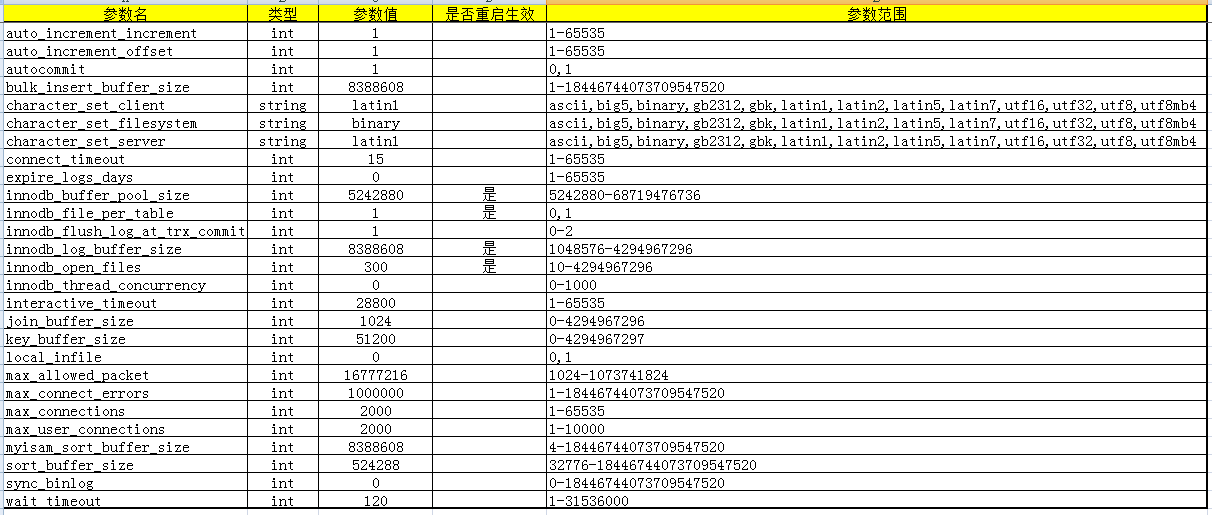 参数名 类型 参数值 是否重启生效 参数范围
auto_increment_increment int 1 1-65535
auto_increment_offset int 1 1-65535
autocommit int 1 0,1
bulk_insert_buffer_size int 8388608 1-18446744073709547520
character_set_client string latin1 ascii,big5,binary,gb2312,gbk,latin1,latin2,latin5,latin7,utf16,utf32,utf8,utf8mb4
character_set_filesystem string binary ascii,big5,binary,gb2312,gbk,latin1,latin2,latin5,latin7,utf16,utf32,utf8,utf8mb4
character_set_server string latin1 ascii,big5,binary,gb2312,gbk,latin1,latin2,latin5,latin7,utf16,utf32,utf8,utf8mb4
connect_timeout int 15 1-65535
expire_logs_days int 0 1-65535
innodb_buffer_pool_size int 5242880 是 5242880-68719476736
innodb_file_per_table int 1 是 0,1
innodb_flush_log_at_trx_commit int 1 0-2
innodb_log_buffer_size int 8388608 是 1048576-4294967296
innodb_open_files int 300 是 10-4294967296
innodb_thread_concurrency int 0 0-1000
interactive_timeout int 28800 1-65535
join_buffer_size int 1024 0-4294967296
key_buffer_size int 51200 0-4294967297
local_infile int 0 0,1
max_allowed_packet int 16777216 1024-1073741824
max_connect_errors int 1000000 1-18446744073709547520
max_connections int 2000 1-65535
max_user_connections int 2000 1-10000
myisam_sort_buffer_size int 8388608 4-18446744073709547520
sort_buffer_size int 524288 32776-18446744073709547520
sync_binlog int 0 0-18446744073709547520
wait_timeout int 120 1-31536000